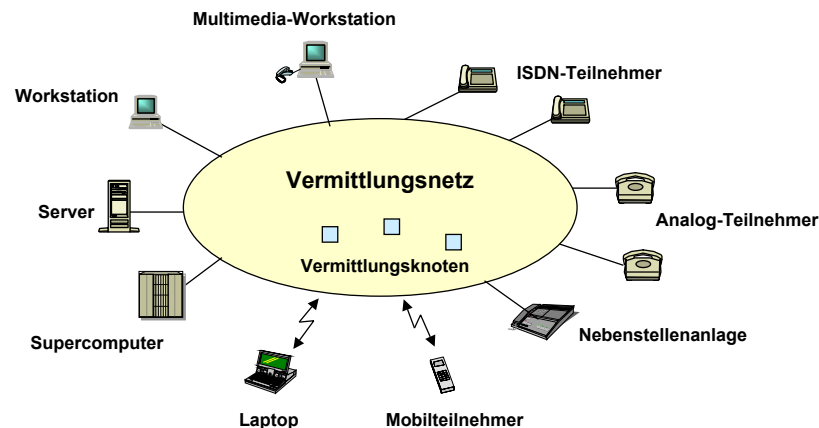 Multimedia-Workstation
ISDN-Teilnehmer
Workstation
Vermittlungsnetz
Server
Analog-Teilnehmer
Vermittlungsknoten
Supercomputer
Nebenstellenanlage
Laptop
Mobilteilnehmer